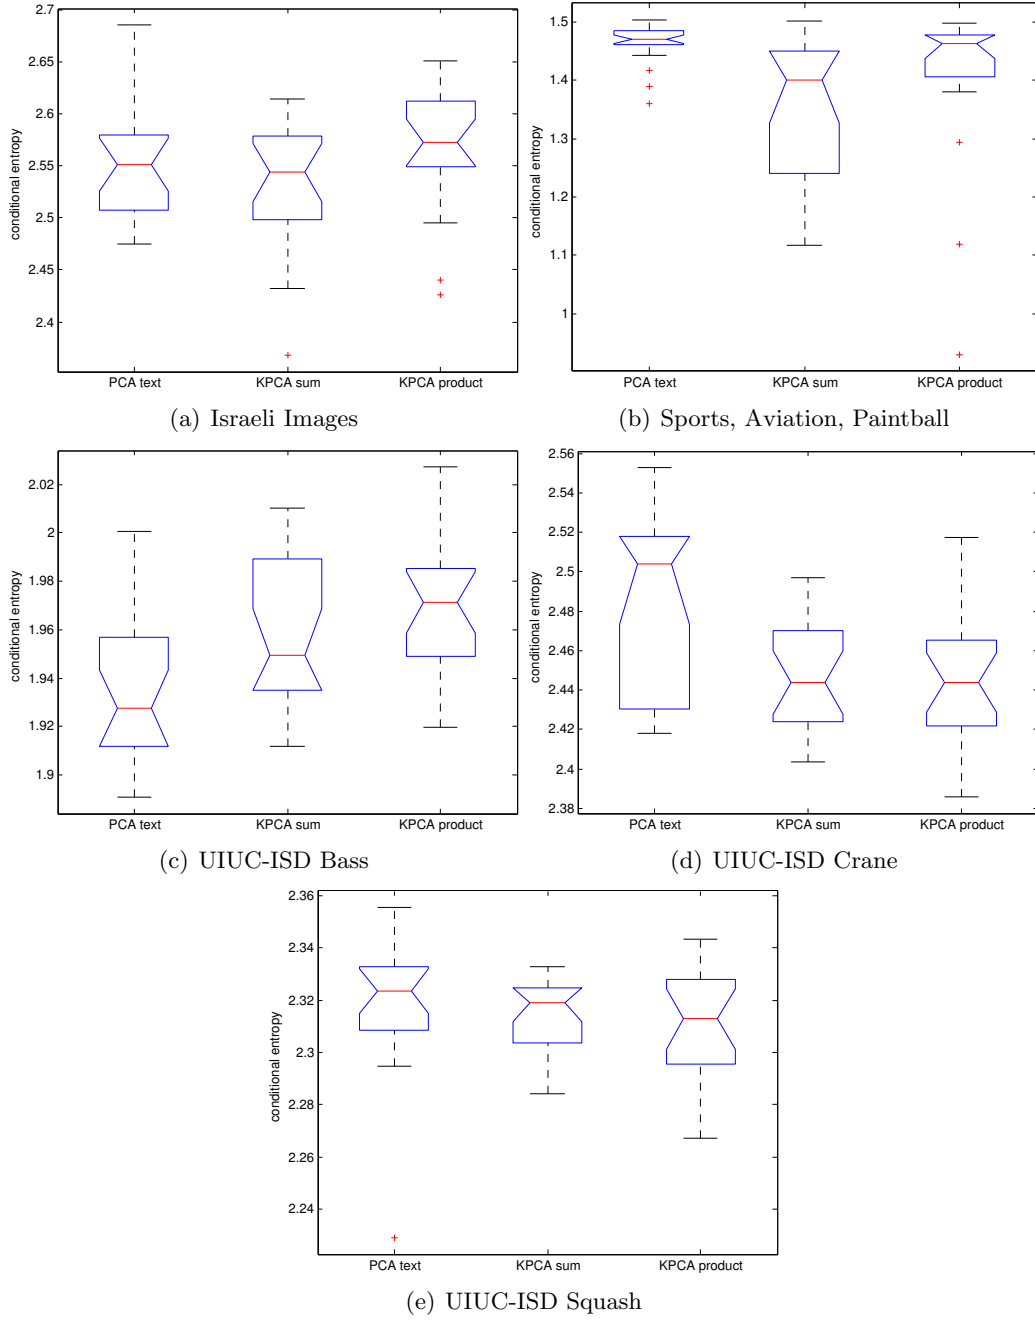 2.7
2.65
2.6
2.55
2.5
2.45
2.4
conditional entropy
PCA text KPCA sum KPCA product
(a) Israeli Images
1.5
1.4
1.3
1.2
1.1
1
conditional entropy
PCA text KPCA sum KPCA product
(b) Sports, Aviation, Paintball
2.02
2
1.98
1.96
1.94
1.92
1.9
conditional entropy
PCA text KPCA sum KPCA product
(c) UIUC-ISD Bass
2.56
2.54
2.52
2.5
2.48
2.46
2.44
2.42
2.4
2.38
conditional entropy
PCA text KPCA sum KPCA product
(d) UIUC-ISD Crane
2.36
2.34
2.32
2.3
2.28
2.26
2.24
conditional entropy
PCA text KPCA sum KPCA product
(e) UIUC-ISD Squash